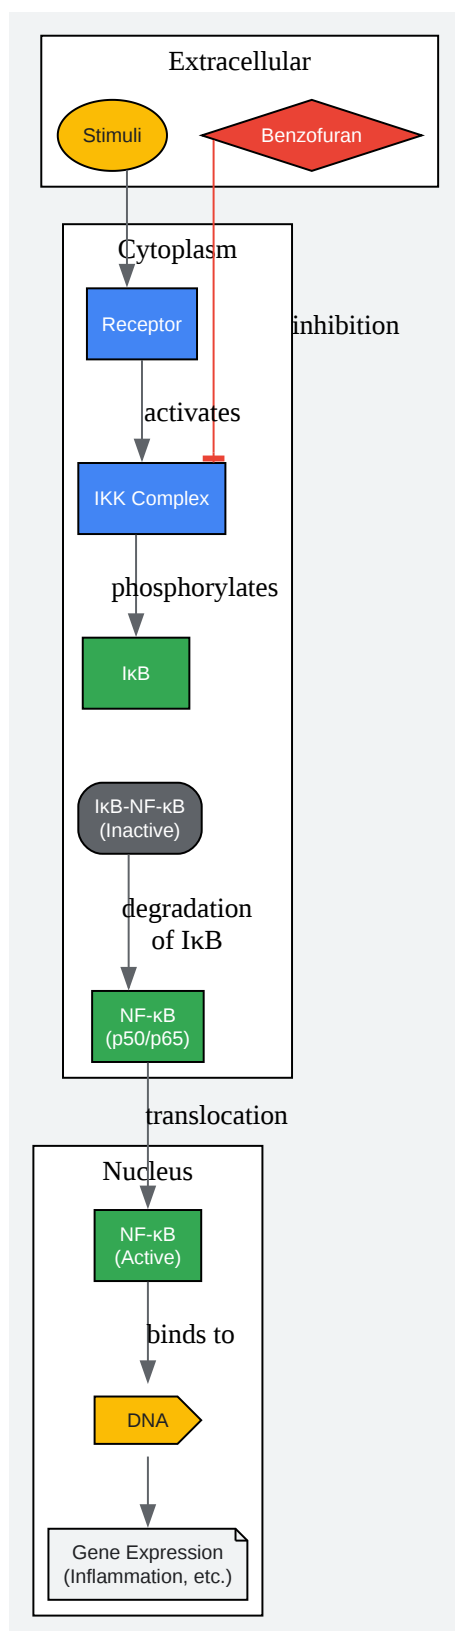 Extracellular
Stimuli
Benzofuran
Cytoplasm
Receptor
inhibition
activates
IKK Complex
phosphorylates
IκB
IκB-NF-κB
(Inactive)
degradation
of IκB
NF-κB
(p50/p65)
translocation
Nucleus
NF-κB
(Active)
binds to
DNA
Gene Expression
(Inflammation, etc.)